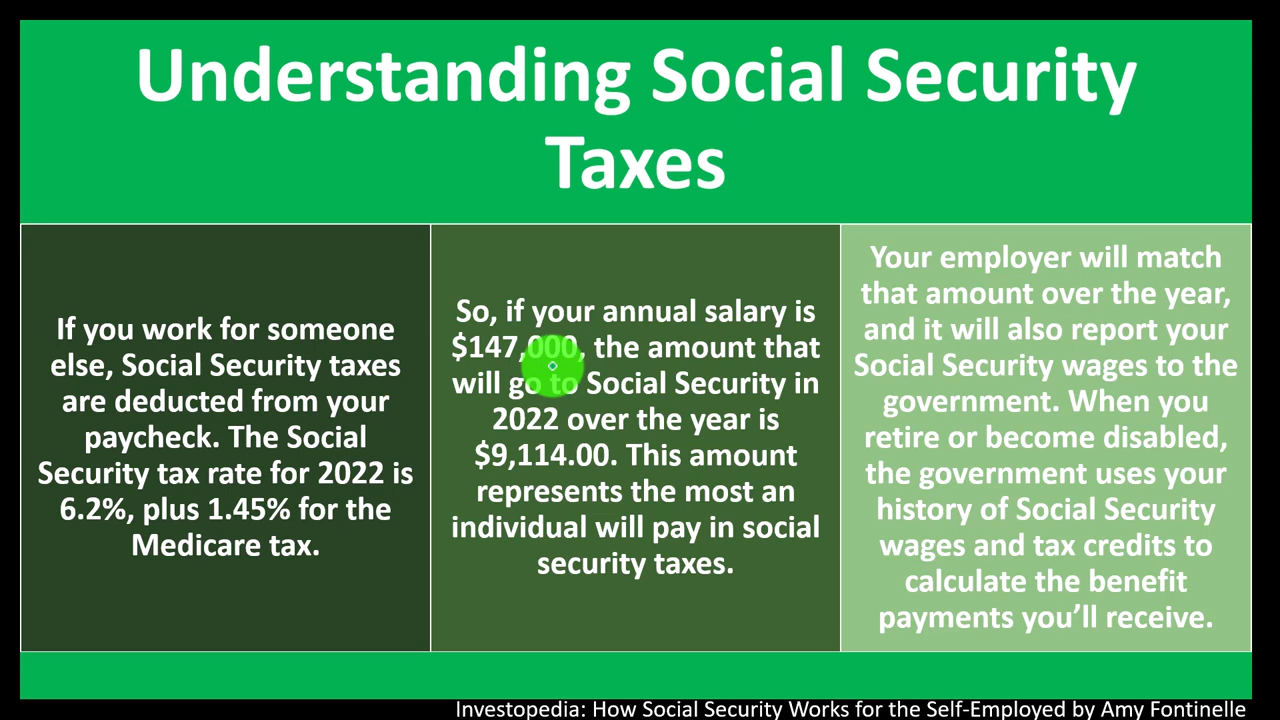 Understanding Social Security
Taxes
If you work for someone
else, Social Security taxes
are deducted from your
paycheck. The Social
Security tax rate for 2022 is
6.2%, plus 1.45% for the
Medicare tax.
So, if your annual salary is
$147,000, the amount that
will go to Social Security in
2022 over the year is
$9,114.00. This amount
represents the most an
individual will pay in social
security taxes.
Your employer will match
that amount over the year,
and it will also report your
Social Security wages to the
government. When you
retire or become disabled,
the government uses your
history of Social Security
wages and tax credits to
calculate the benefit
payments you’ll receive.
Investopedia: How Social Security Works for the Self-Employed by Amy Fontinelle